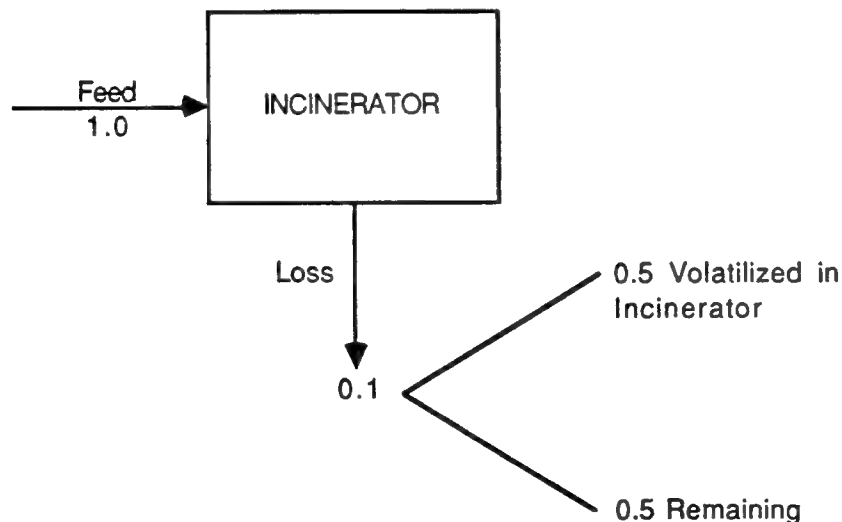 Feed
1.0
INCINERATOR
Loss
0.1
0.5 Volatilized in
Incinerator
0.5 Remaining